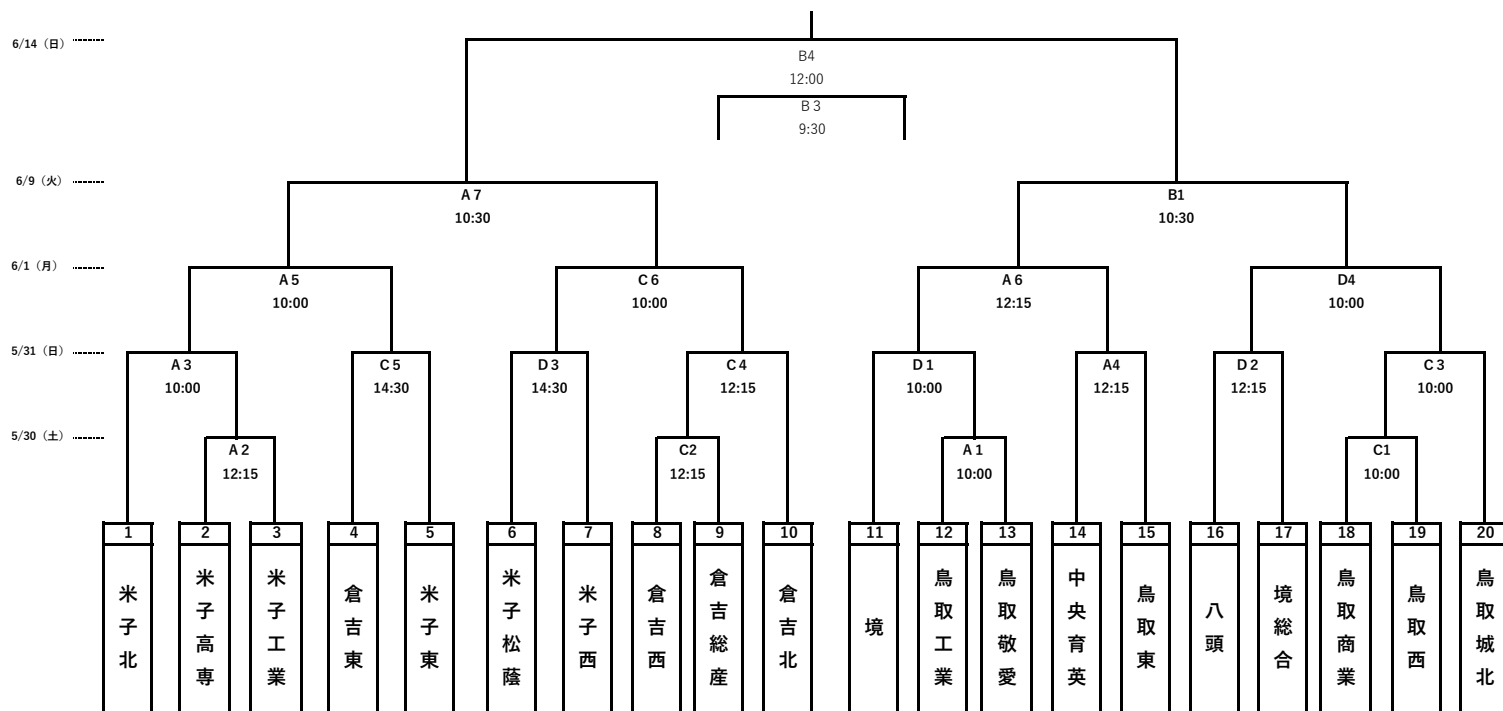 6/14（日）
B4
12:00
B 3
9:30
6/9（火）
A 7
10:30
B1
10:30
6/1（月）
A 5
10:00
C 6
10:00
A 6
12:15
D4
10:00
5/31（日）
A 3
10:00
C 5
14:30
D 3
14:30
C 4
12:15
D 1
10:00
A4
12:15
D 2
12:15
C 3
10:00
5/30（土）
A 2
12:15
C2
12:15
A 1
10:00
C1
10:00
1
米子北
2
米子高専
3
米子工業
4
倉吉東
5
米子東
6
米子松蔭
7
米子西
8
倉吉西
9
倉吉総産
10
倉吉北
11
境
12
鳥取工業
13
鳥取敬愛
14
中央育英
15
鳥取東
16
八頭
17
境総合
18
鳥取商業
19
鳥取西
20
鳥取城北